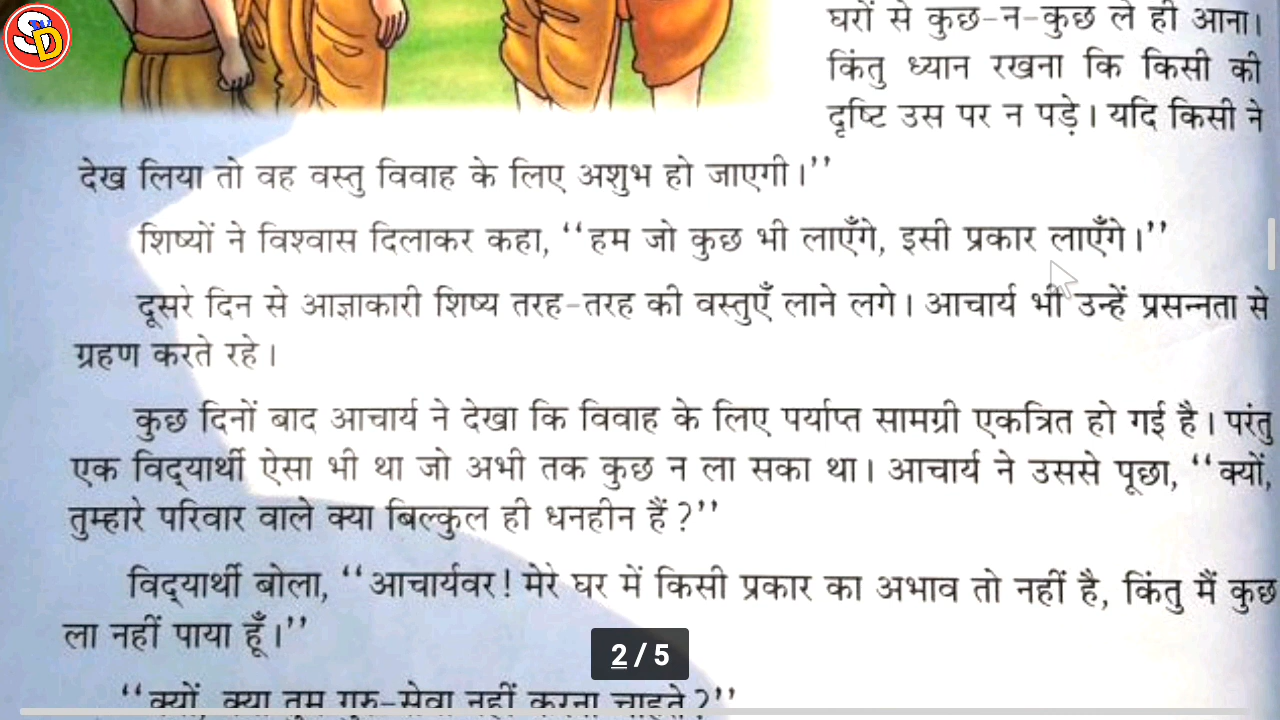 SD
घरों से कुछ-न-कुछ ले ही आना।
किंतु ध्यान रखना कि किसी की
दृष्टि उस पर न पड़े। यदि किसी ने
देख लिया तो वह वस्तु विवाह के लिए अशुभ हो जाएगी।’’
शिष्यों ने विश्वास दिलाकर कहा, ‘‘हम जो कुछ भी लाएँगे, इसी प्रकार लाएँगे।’’
दूसरे दिन से आज्ञाकारी शिष्य तरह-तरह की वस्तुएँ लाने लगे। आचार्य भी उन्हें प्रसन्नता से
ग्रहण करते रहे।
कुछ दिनों बाद आचार्य ने देखा कि विवाह के लिए पर्याप्त सामग्री एकत्रित हो गई है। परंतु
एक विद्‌यार्थी ऐसा भी था जो अभी तक कुछ न ला सका था। आचार्य ने उससे पूछा, ‘‘क्यों,
तुम्हारे परिवार वाले क्या बिल्कुल ही धनहीन हैं?’’
विद्‌यार्थी बोला, ‘‘आचार्यवर! मेरे घर में किसी प्रकार का अभाव तो नहीं है, किंतु मैं कुछ
ला नहीं पाया हूँ।’’
2 / 5
‘‘क्यों, क्या तुम गुरु-सेवा नहीं करना चाहते?’’